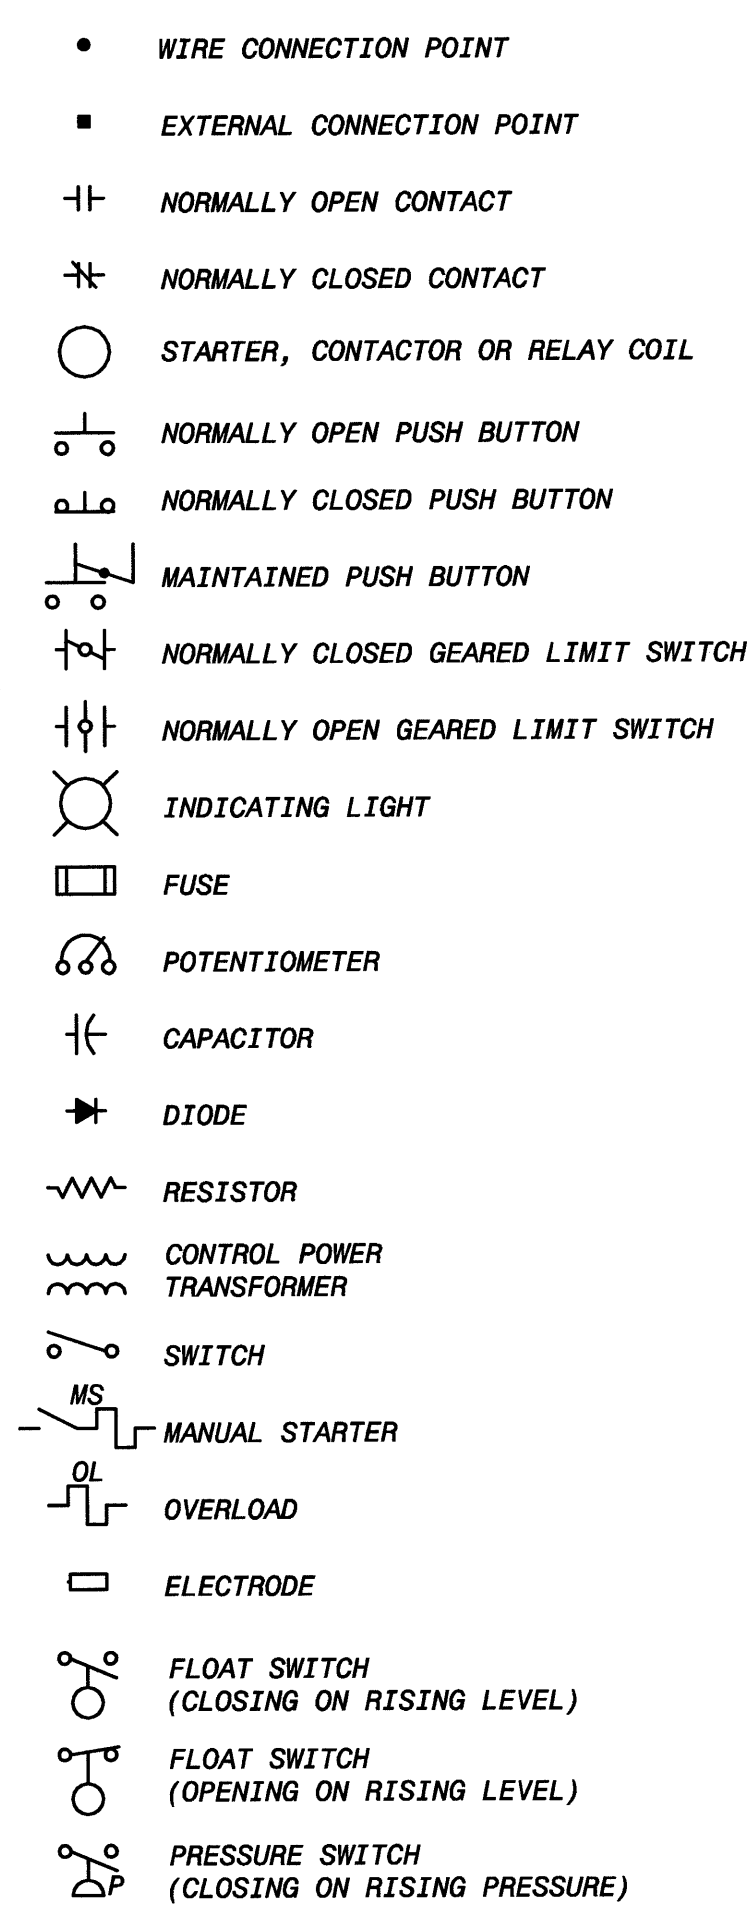 WIRE CONNECTION POINT
EXTERNAL CONNECTION POINT
NORMALLY OPEN CONTACT
NORMALLY CLOSED CONTACT
STARTER, CONTACTOR OR RELAY COIL
NORMALLY OPEN PUSH BUTTON
NORMALLY CLOSED PUSH BUTTON
MAINTAINED PUSH BUTTON
NORMALLY CLOSED GEARED LIMIT SWITCH
NORMALLY OPEN GEARED LIMIT SWITCH
INDICATING LIGHT
FUSE
POTENTIOMETER
CAPACITOR
DIODE
RESISTOR
CONTROL POWER
TRANSFORMER
SWITCH
MS
MANUAL STARTER
OL
OVERLOAD
ELECTRODE
FLOAT SWITCH
(CLOSING ON RISING LEVEL)
FLOAT SWITCH
(OPENING ON RISING LEVEL)
PRESSURE SWITCH
P (CLOSING ON RISING PRESSURE)